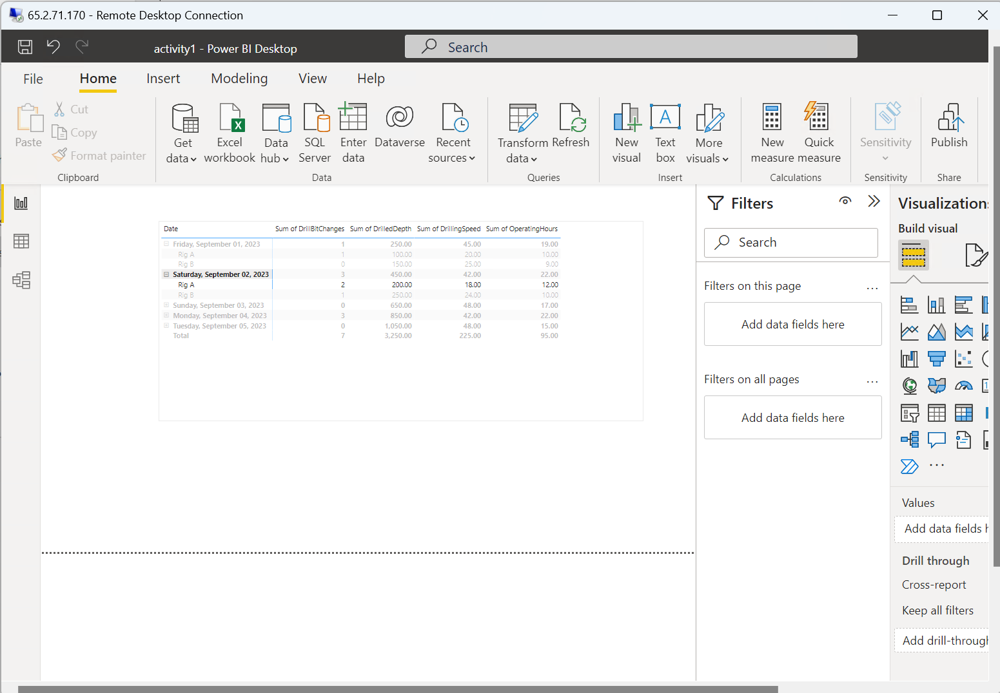 65.2.71.170 - Remote Desktop Connection
activity1 - Power BI Desktop
Search
File Home Insert Modeling View Help
Paste
Cut
Copy
Format painter
Clipboard
Get data
Excel workbook
Data hub
SQL Server
Enter data
Dataverse
Recent sources
Data
Transform data
Refresh
Queries
New visual
Text box
More visuals
Insert
New measure
Quick measure
Calculations
Sensitivity
Sensitivity
Publish
Share
Date Sum of DrillBitChanges Sum of DrilledDepth Sum of DrillingSpeed Sum of OperatingHours
Friday, September 01, 2023 1 250.00 45.00 19.00
Rig A 1 100.00 20.00 10.00
Rig B 0 150.00 25.00 9.00
Saturday, September 02, 2023 3 450.00 42.00 22.00
Rig A 2 200.00 18.00 12.00
Rig B 1 250.00 24.00 10.00
Sunday, September 03, 2023 0 650.00 48.00 17.00
Monday, September 04, 2023 3 850.00 42.00 22.00
Tuesday, September 05, 2023 0 1,050.00 48.00 15.00
Total 7 3,250.00 225.00 95.00
Filters
Search
Filters on this page ...
Add data fields here
Filters on all pages ...
Add data fields here
Visualizations
Build visual
Values
Add data fields h
Drill through
Cross-report
Keep all filters
Add drill-through